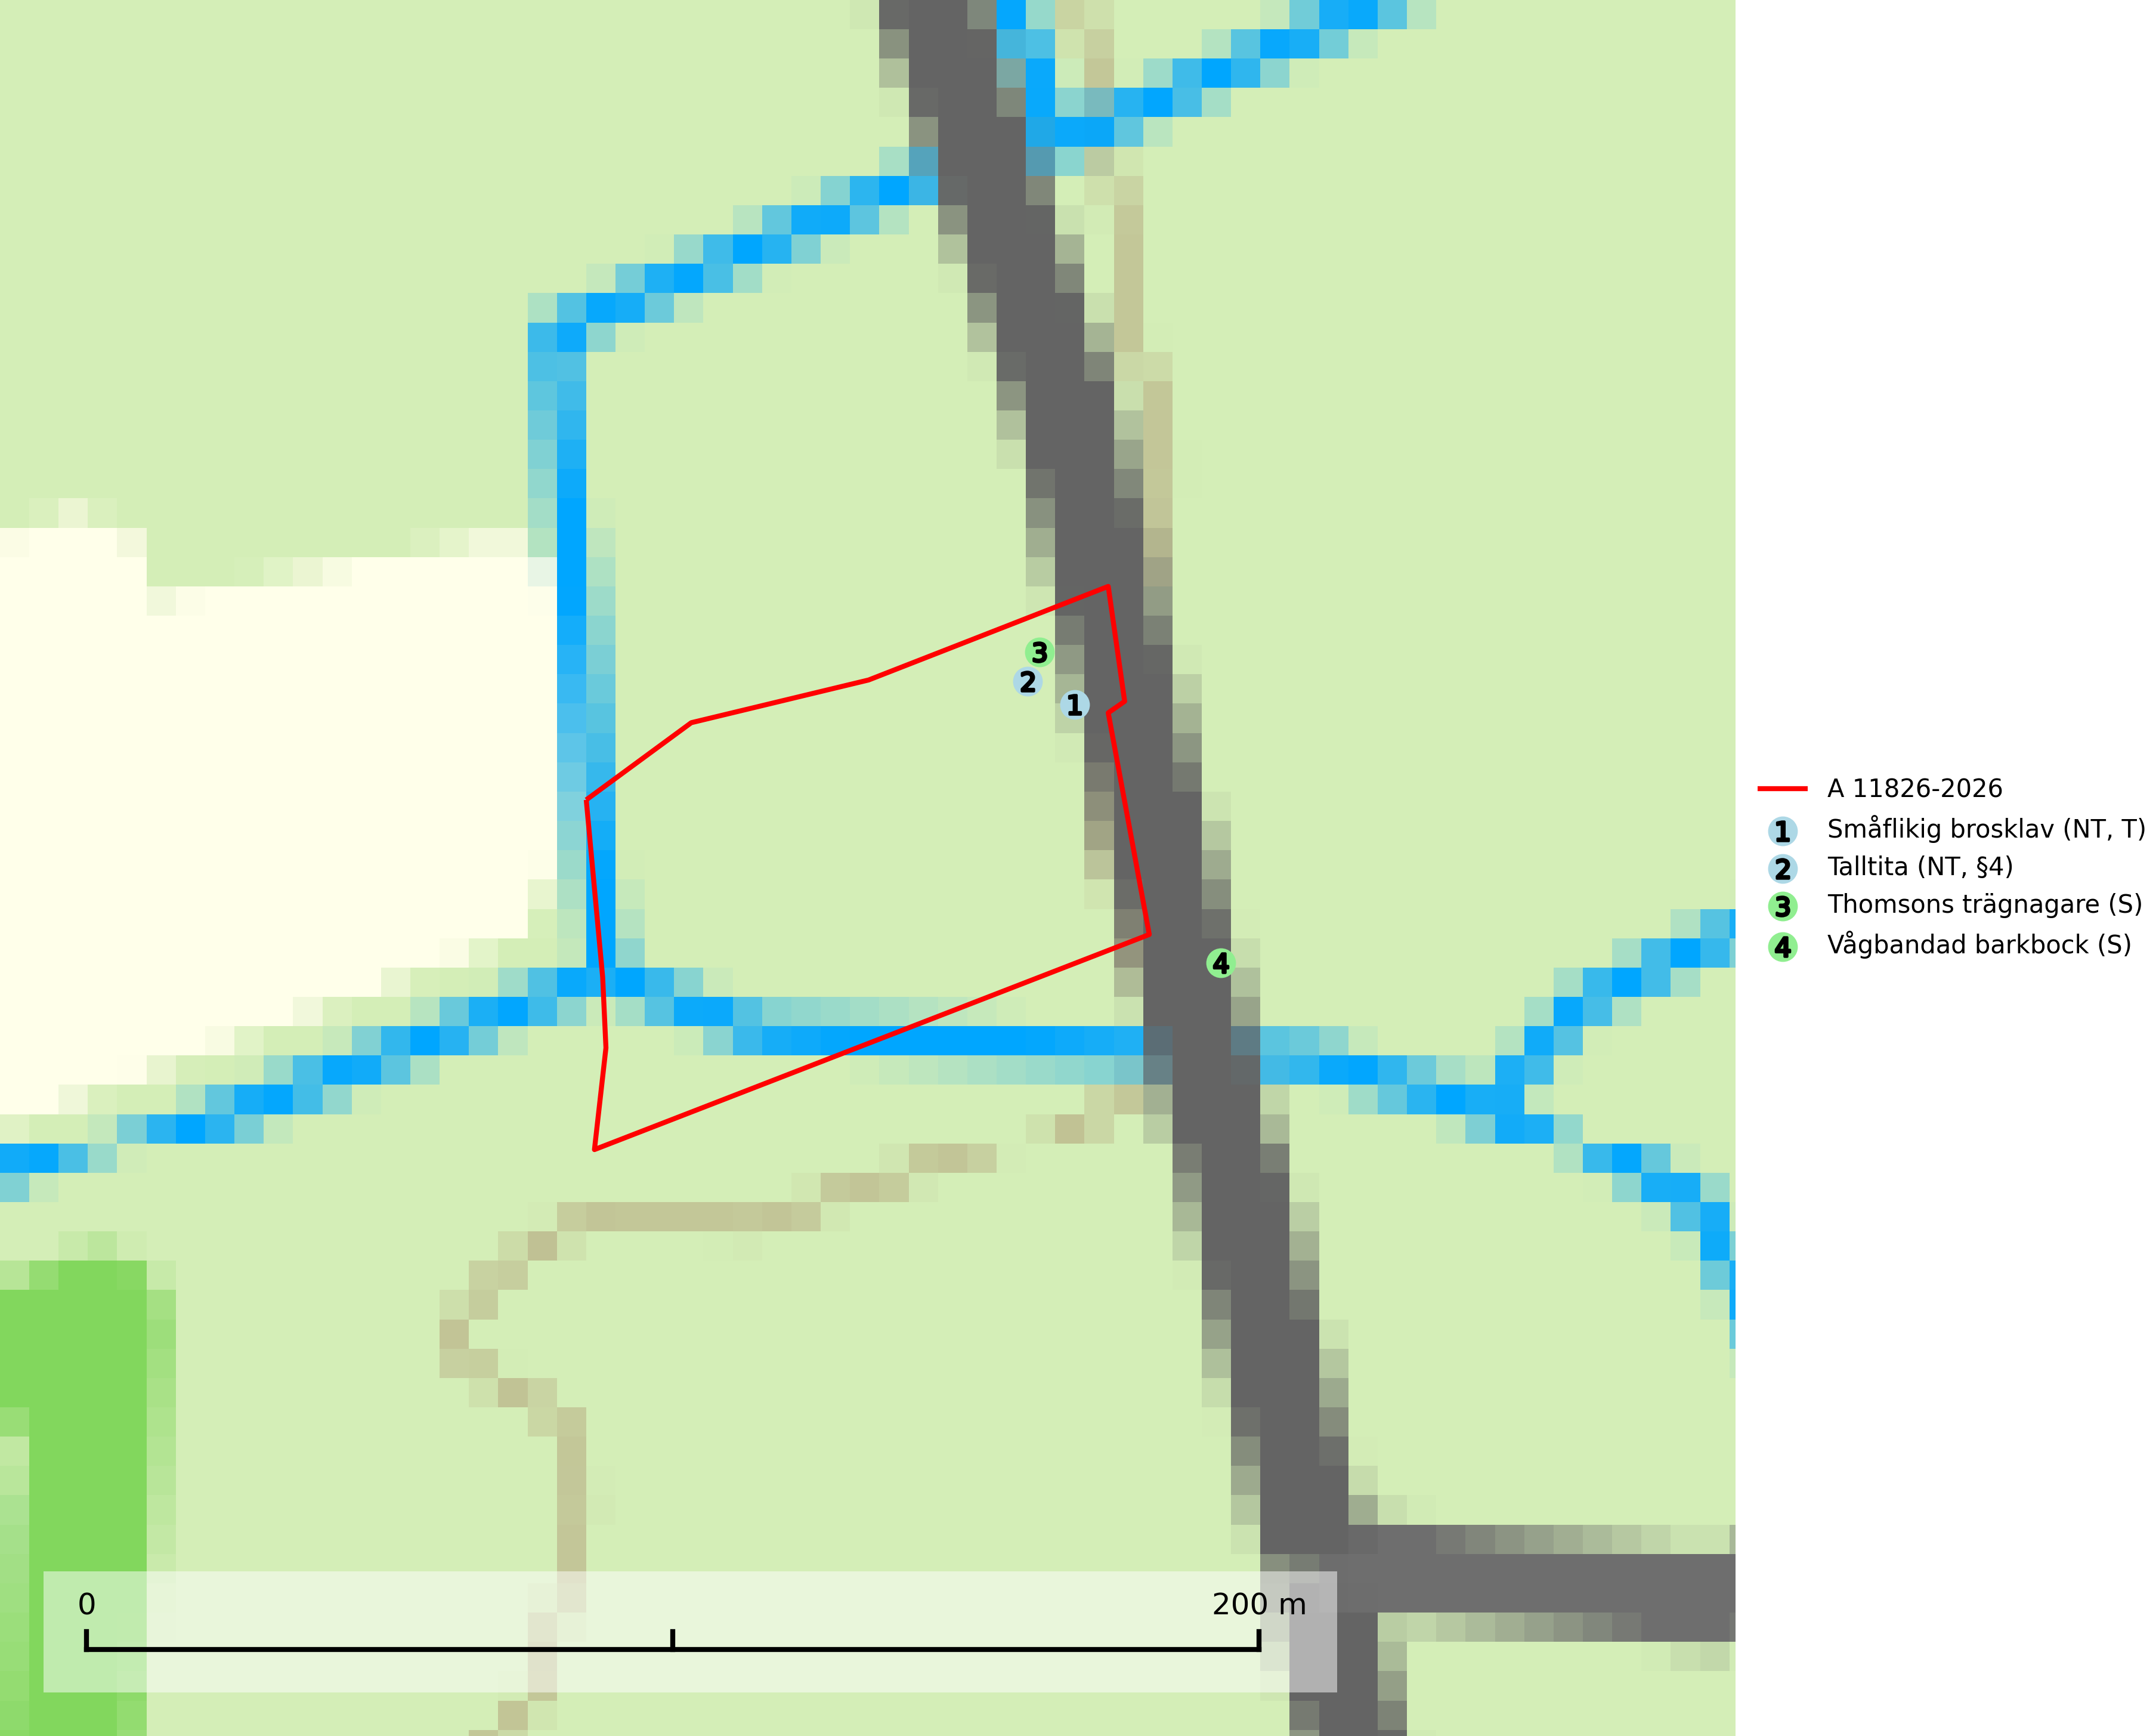 3
2
1
4
A 11826-2026
1 Småflikig brosklav (NT, T)
2 Talltita (NT, §4)
3 Thomsons trägnagare (S)
4 Vågbandad barkbock (S)
0 200 m